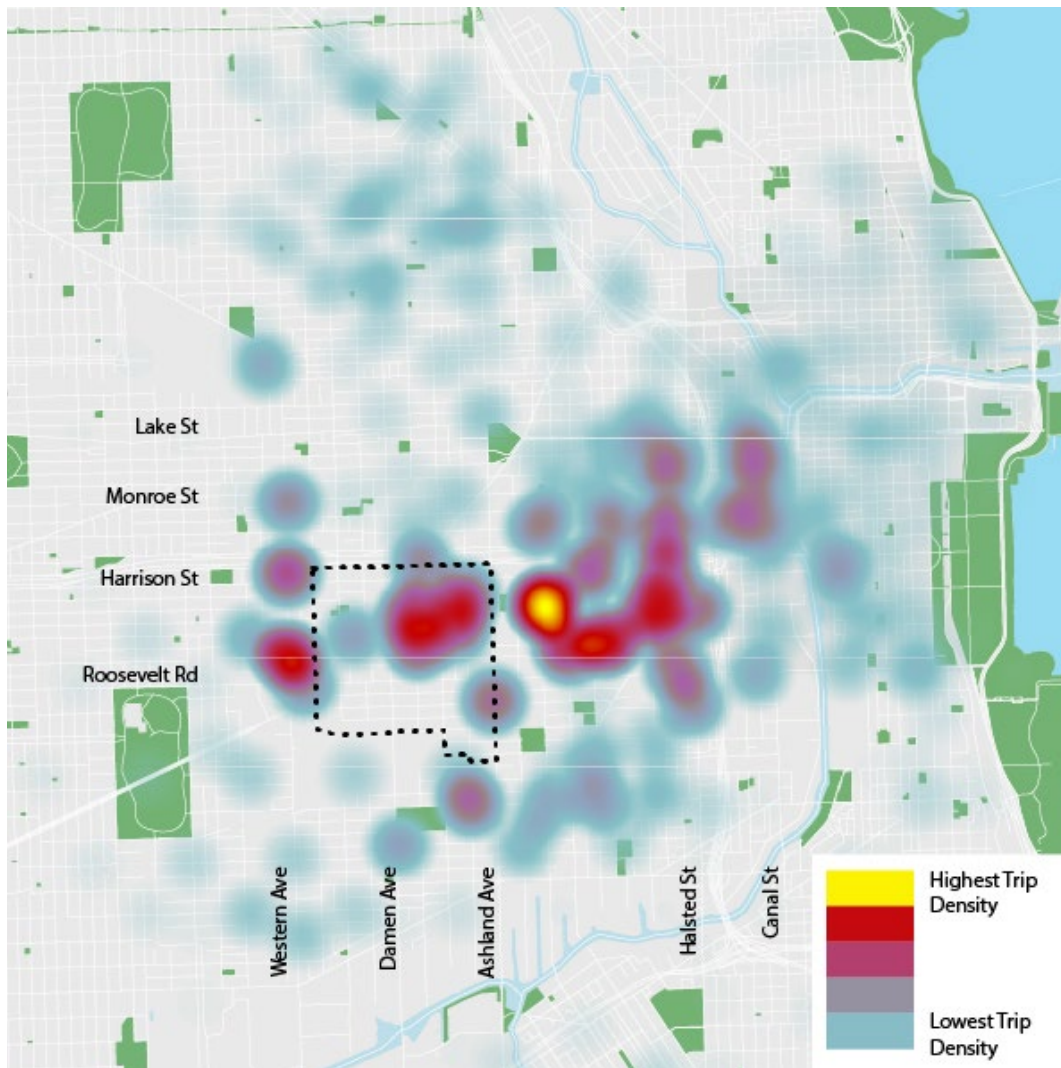 Lake St
Monroe St
Harrison St
Roosevelt Rd
Western Ave
Damen Ave
Ashland Ave
Halsted St
Canal St
Highest Trip
Density
Lowest Trip
Density